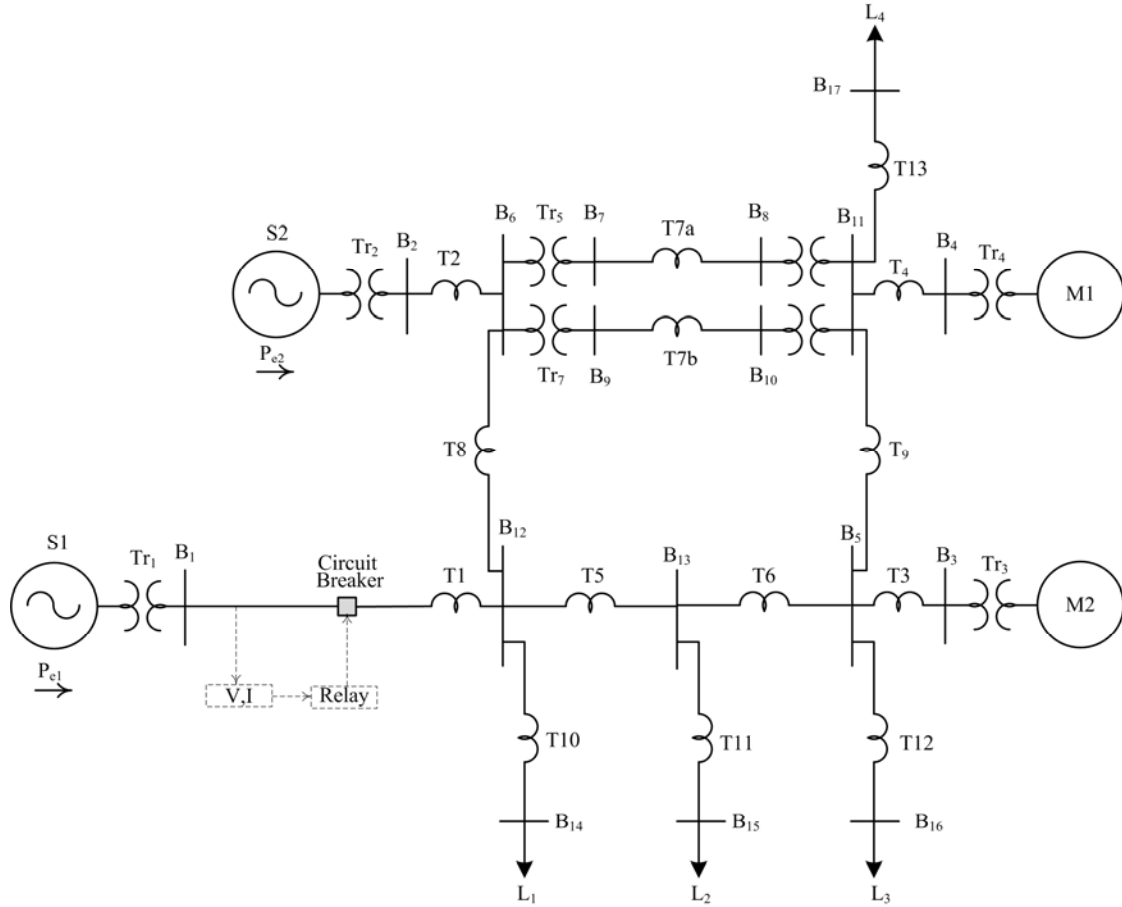 L₄
B₁₇
T13
S2
Tr₂
B₂
T2
B₆
Tr₅
B₇
T7a
B₈
B₁₁
T₄
B₄
Tr₄
M1
Pₑ₂
Tr₇
B₉
T7b
B₁₀
T8
T₉
S1
Tr₁
B₁
Circuit
Breaker
T1
B₁₂
T5
B₁₃
T6
B₅
T3
B₃
Tr₃
M2
Pₑ₁
V,I
Relay
T10
T11
T12
B₁₄
B₁₅
B₁₆
L₁
L₂
L₃